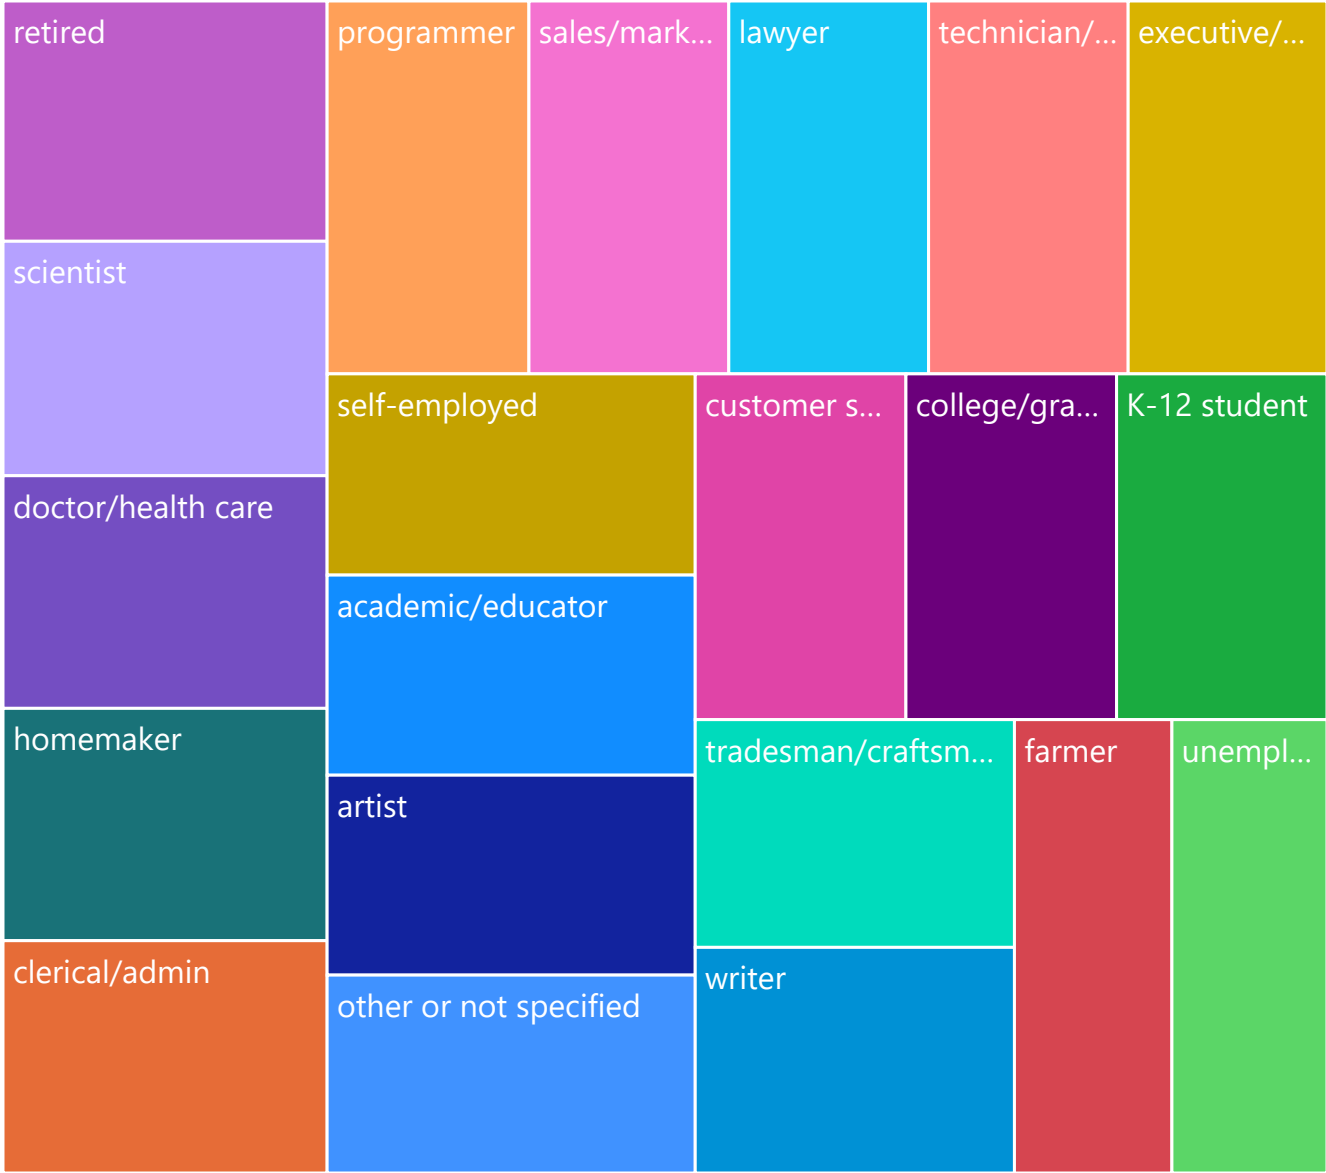 retired
programmer
sales/mark...
lawyer
technician/...
executive/...
scientist
self-employed
customer s...
college/gra...
K-12 student
doctor/health care
academic/educator
homemaker
tradesman/craftsm...
farmer
unempl...
artist
clerical/admin
writer
other or not specified